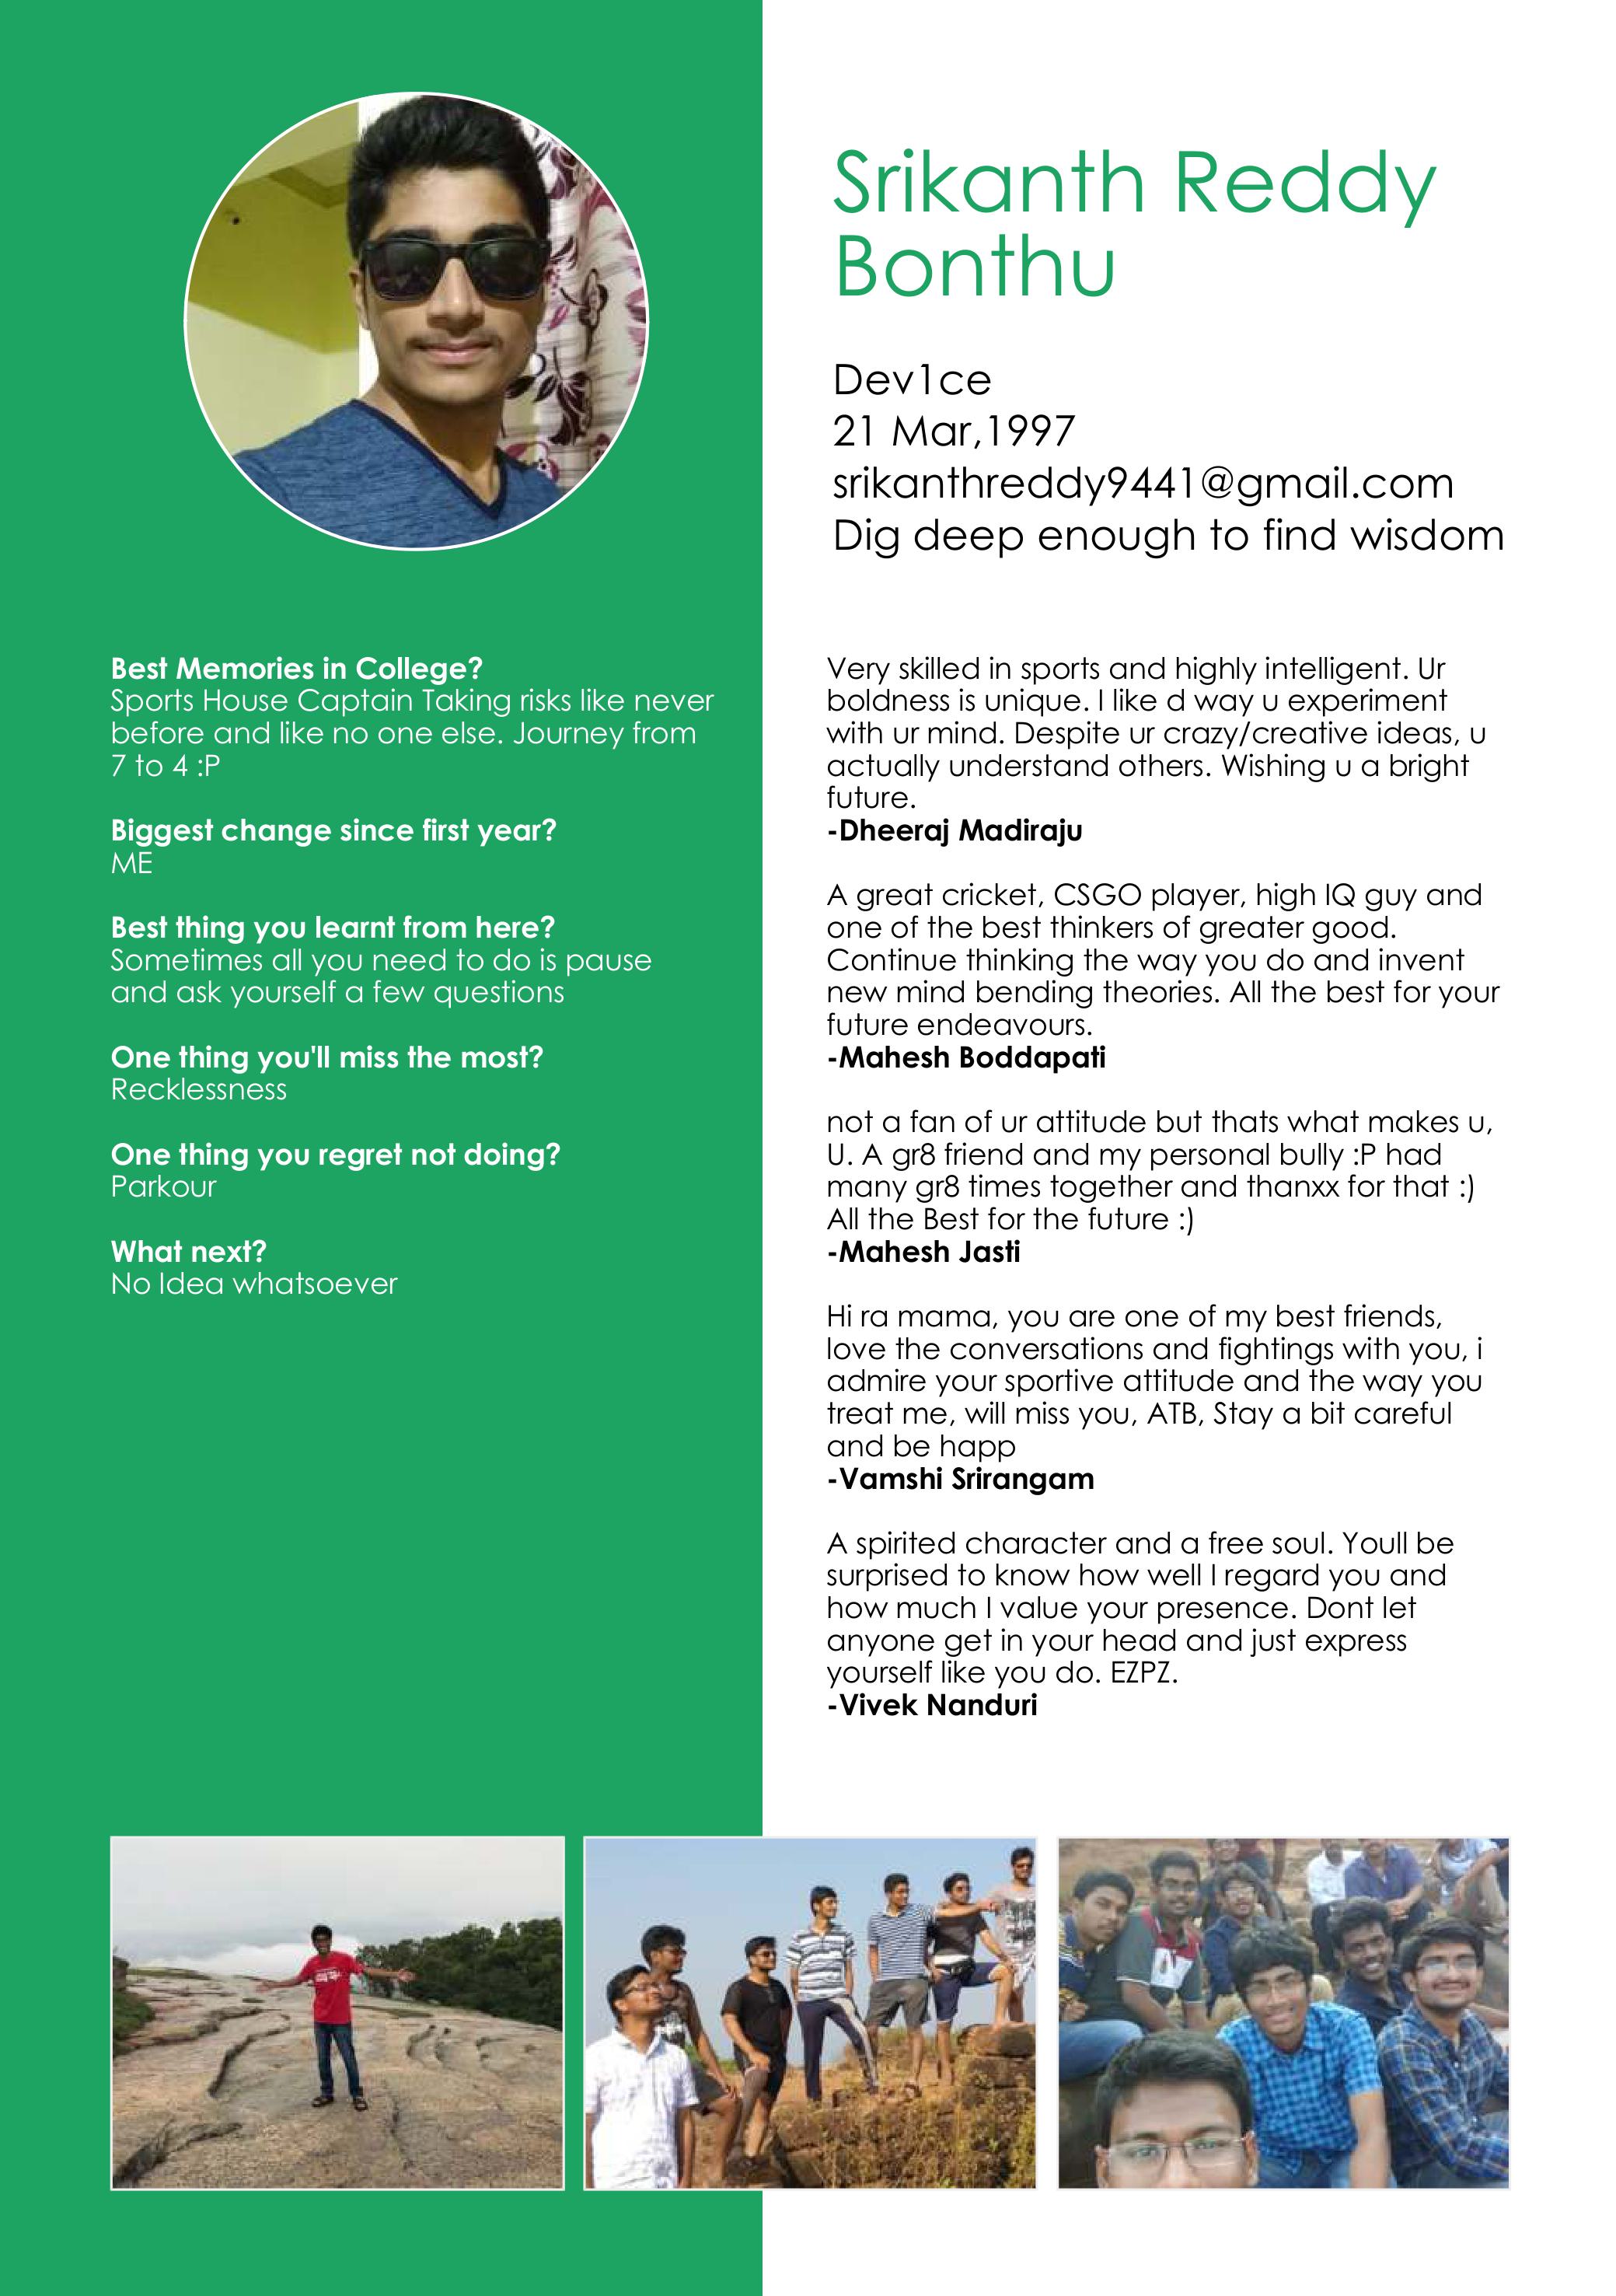 Srikanth Reddy
Bonthu
Dev1ce
21 Mar,1997
srikanthreddy9441@gmail.com
Dig deep enough to find wisdom
Best Memories in College?
Sports House Captain Taking risks like never
before and like no one else. Journey from
7 to 4 :P
Biggest change since first year?
ME
Best thing you learnt from here?
Sometimes all you need to do is pause
and ask yourself a few questions
One thing you'll miss the most?
Recklessness
One thing you regret not doing?
Parkour
What next?
No Idea whatsoever
Very skilled in sports and highly intelligent. Ur
boldness is unique. I like d way u experiment
with ur mind. Despite ur crazy/creative ideas, u
actually understand others. Wishing u a bright
future.
-Dheeraj Madiraju
A great cricket, CSGO player, high IQ guy and
one of the best thinkers of greater good.
Continue thinking the way you do and invent
new mind bending theories. All the best for your
future endeavours.
-Mahesh Boddapati
not a fan of ur attitude but thats what makes u,
U. A gr8 friend and my personal bully :P had
many gr8 times together and thanxx for that :)
All the Best for the future :)
-Mahesh Jasti
Hi ra mama, you are one of my best friends,
love the conversations and fightings with you, i
admire your sportive attitude and the way you
treat me, will miss you, ATB, Stay a bit careful
and be happ
-Vamshi Srirangam
A spirited character and a free soul. Youll be
surprised to know how well I regard you and
how much I value your presence. Dont let
anyone get in your head and just express
yourself like you do. EZPZ.
-Vivek Nanduri